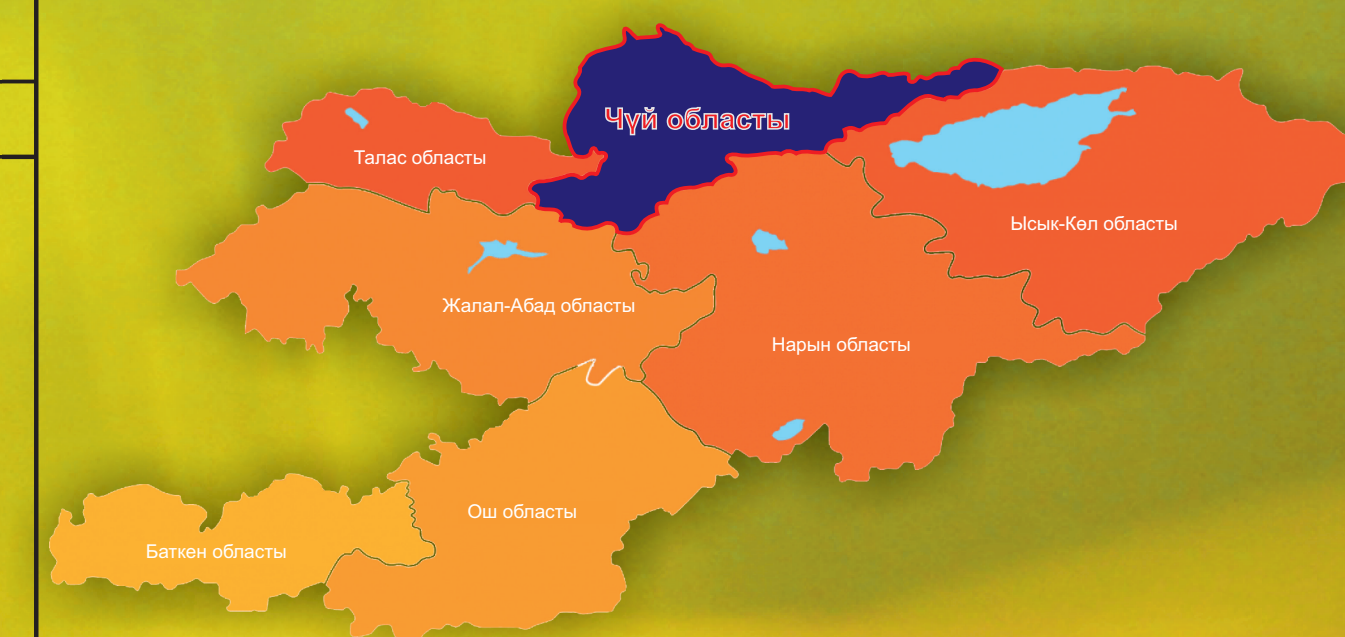 Чүй областы
Талас областы
Ысык-Көл областы
Жалал-Абад областы
Нарын областы
Ош областы
Баткен областы